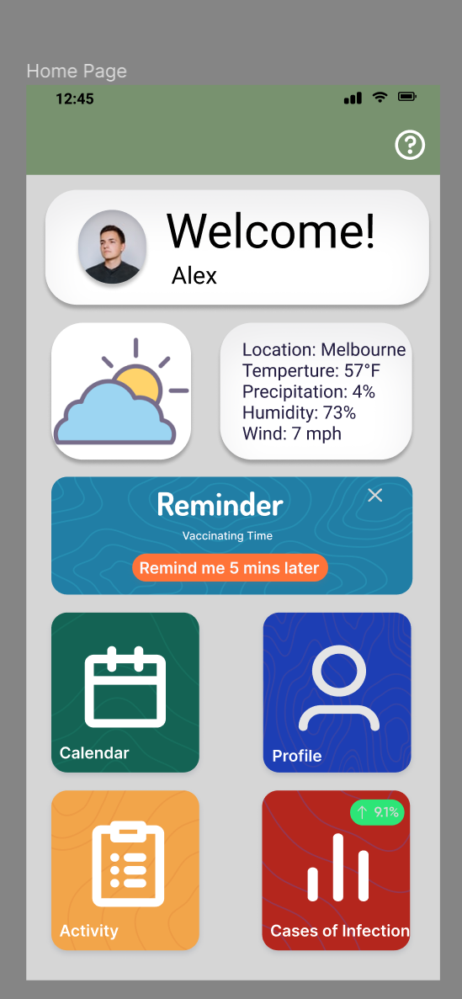 Home Page
12:45
Welcome!
Alex
Location: Melbourne
Temperture: 57°F
Precipitation: 4%
Humidity: 73%
Wind: 7 mph
Reminder
Vaccinating Time
Remind me 5 mins later
Calendar
Profile
↑ 9.1%
Activity
Cases of Infection